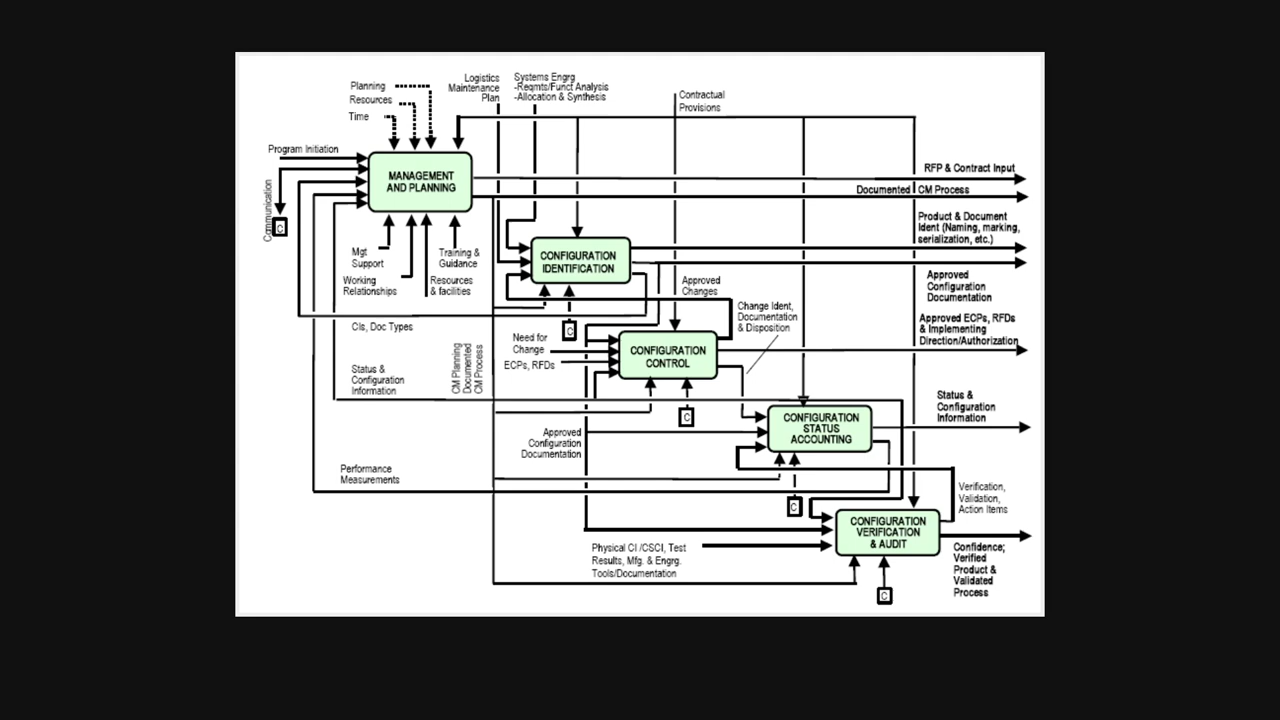 Planning
Resources
Time
Logistics
Maintenance
Plan
Systems Engrg
-Reqmts/Funct Analysis
-Allocation & Synthesis
Contractual
Provisions
Program Initiation
Communication
C
MANAGEMENT
AND PLANNING
RFP & Contract Input
Documented CM Process
Product & Document
Ident (Naming, marking,
serialization, etc.)
Mgt
Support
Working
Relationships
Training &
Guidance
Resources
& facilities
CONFIGURATION
IDENTIFICATION
Approved
Configuration
Documentation
Approved
Changes
Change Ident,
Documentation
& Disposition
Approved ECPs, RFDs
& Implementing
Direction/Authorization
CIs, Doc Types
C
Need for
Change
ECPs, RFDs
CONFIGURATION
CONTROL
Status &
Configuration
Information
CM Planning
Documented
CM Process
C
Status &
Configuration
Information
CONFIGURATION
STATUS
ACCOUNTING
Approved
Configuration
Documentation
Performance
Measurements
C
Verification,
Validation,
Action Items
CONFIGURATION
VERIFICATION
& AUDIT
Physical CI /CSCI, Test
Results, Mfg. & Engrg.
Tools/Documentation
Confidence;
Verified
Product &
Validated
Process
C